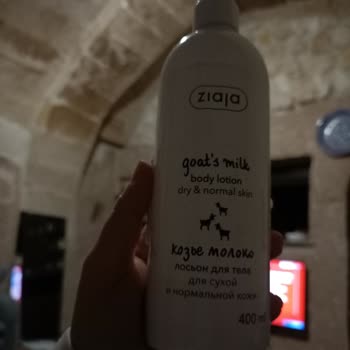 ziaja
goat's milk
body lotion
dry & normal skin
козье молоко
лосьон для тела
для сухой
и нормальной кожи
400 ml